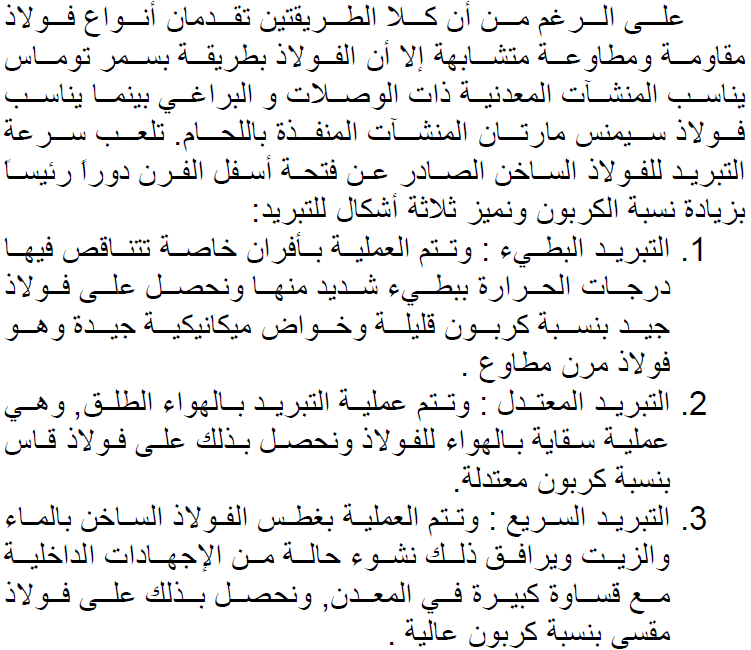 على الرغم من أن كلا الطريقتين تقدمان أنواع فولاذ
مقاومة ومطاوعة متشابهة إلا أن الفولاذ بطريقة بسمر توماس
يناسب المنشآت المعدنية ذات الوصلات و البراغي بينما يناسب
فولاذ سيمنس مارتان المنشآت المنفذة باللحام. تلعب سرعة
التبريد للفولاذ الساخن الصادر عن فتحة أسفل الفرن دوراً رئيساً
بزيادة نسبة الكربون ونميز ثلاثة أشكال للتبريد:
1. التبريد البطيء : وتتم العملية بأفران خاصة تتناقص فيها
درجات الحرارة ببطيء شديد منها ونحصل على فولاذ
جيد بنسبة كربون قليلة وخواض ميكانيكية جيدة وهو
فولاذ مرن مطاوع .
2. التبريد المعتدل : وتتم عملية التبريد بالهواء الطلق, وهي
عملية سقاية بالهواء للفولاذ ونحصل بذلك على فولاذ قاس
بنسبة كربون معتدلة.
3. التبريد السريع : وتتم العملية بغطس الفولاذ الساخن بالماء
والزيت ويرافق ذلك نشوء حالة من الإجهادات الداخلية
مع قساوة كبيرة في المعدن, ونحصل بذلك على فولاذ
مقسى بنسبة كربون عالية .